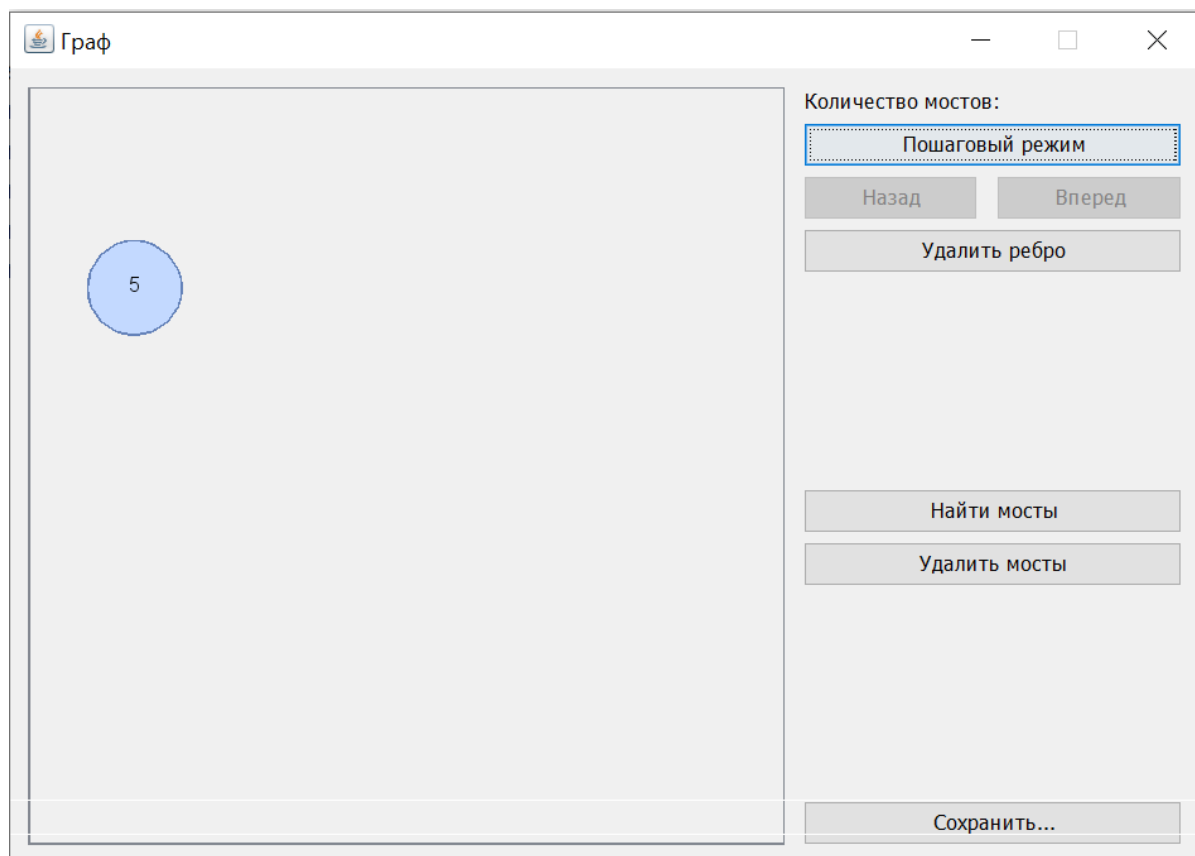 Граф
Количество мостов:
Пошаговый режим
Назад Вперед
Удалить ребро
5
Найти мосты
Удалить мосты
Сохранить...